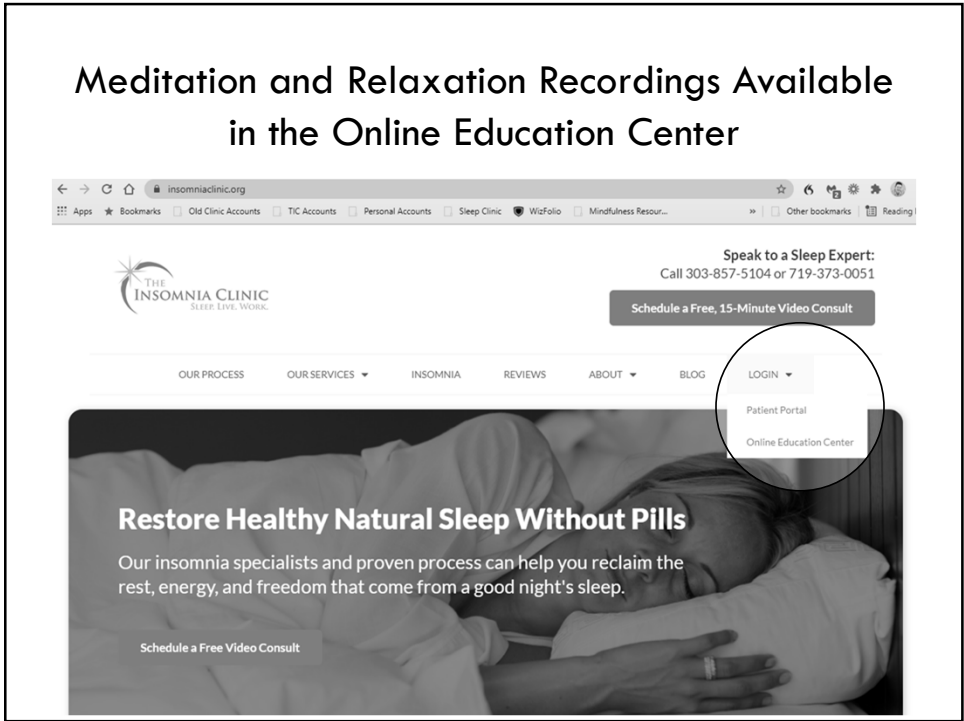 Meditation and Relaxation Recordings Available
in the Online Education Center
insomniaclinic.org
Apps Bookmarks Old Clinic Accounts TIC Accounts Personal Accounts Sleep Clinic WizFolio Mindfulness Resour... » Other bookmarks Reading
Speak to a Sleep Expert:
Call 303-857-5104 or 719-373-0051
THE
INSOMNIA CLINIC
SLEEP. LIVE. WORK.
Schedule a Free, 15-Minute Video Consult
OUR PROCESS OUR SERVICES INSOMNIA REVIEWS ABOUT BLOG LOGIN
Patient Portal
Online Education Center
Restore Healthy Natural Sleep Without Pills
Our insomnia specialists and proven process can help you reclaim the
rest, energy, and freedom that come from a good night's sleep.
Schedule a Free Video Consult